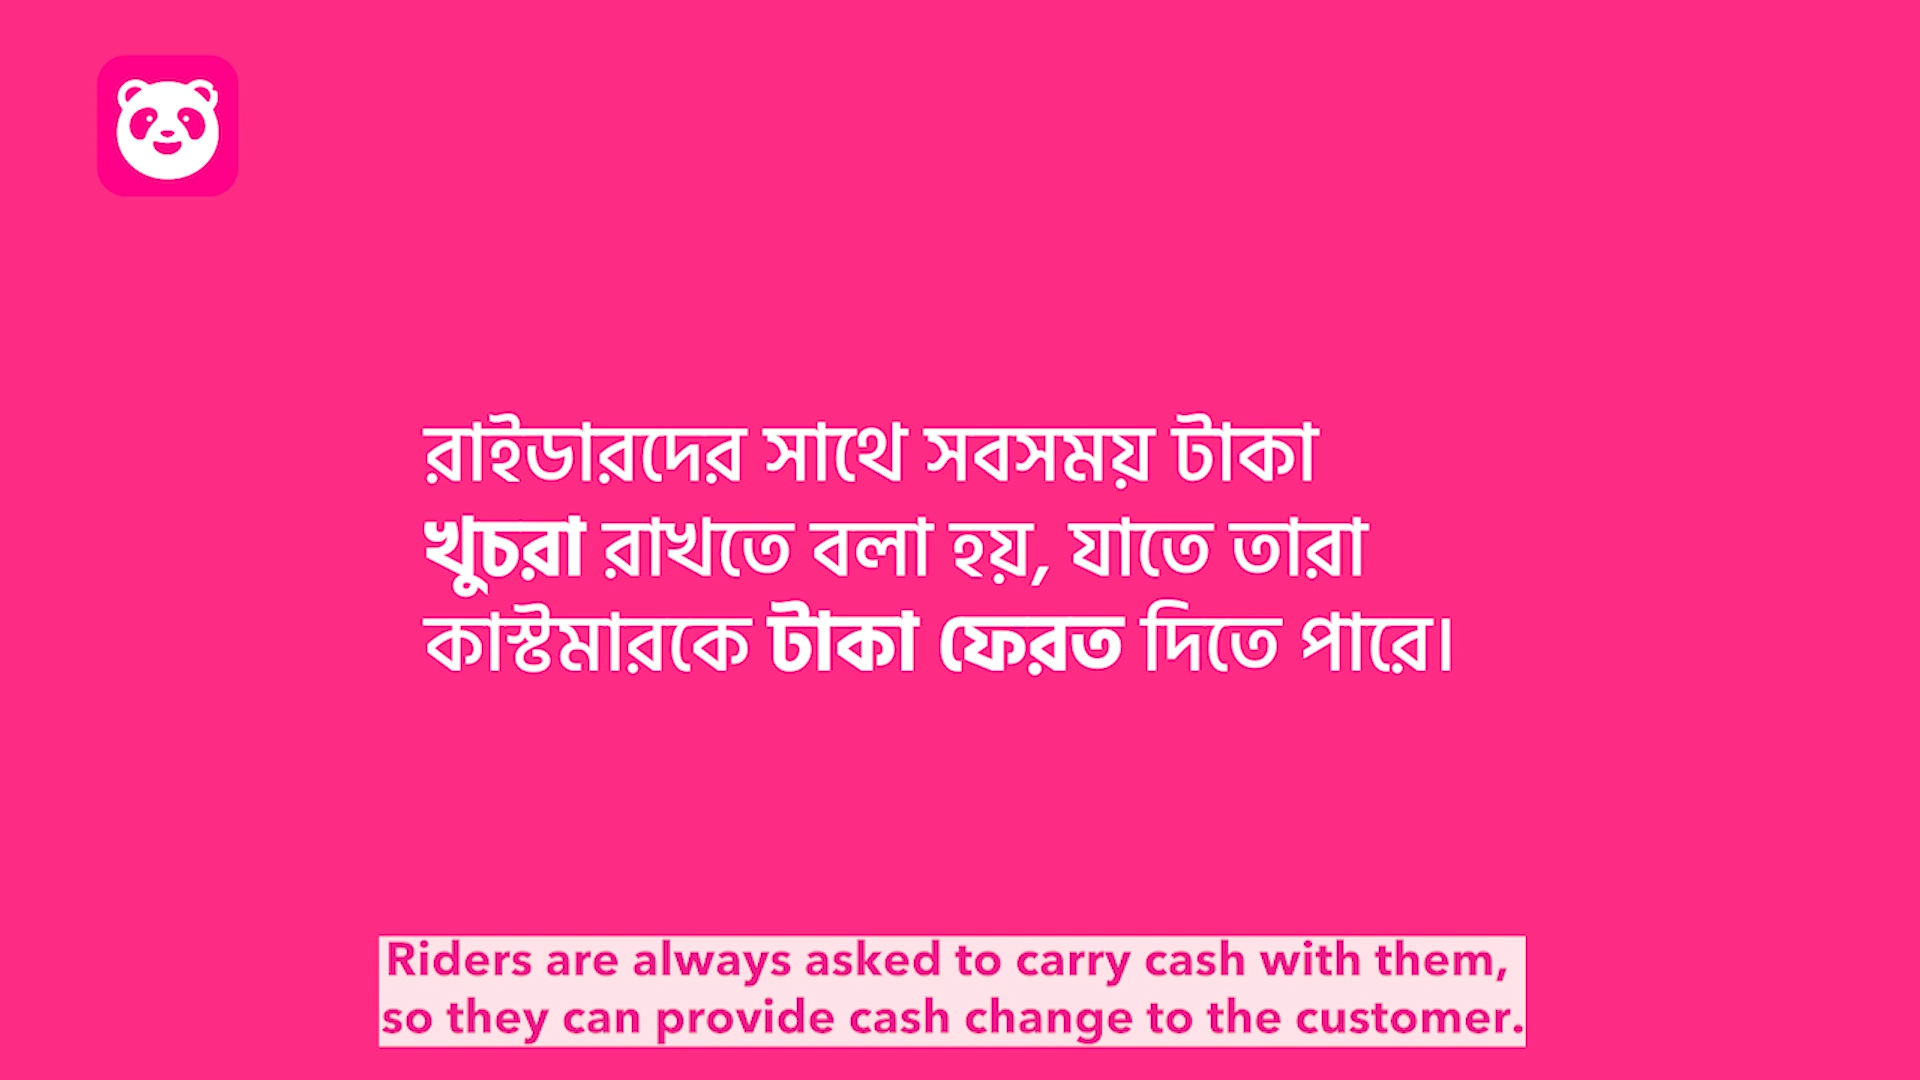 রাইডারদের সাথে সবসময় টাকা
খুচরা রাখতে বলা হয়, যাতে তারা
কাস্টমারকে টাকা ফেরত দিতে পারে।
Riders are always asked to carry cash with them,
so they can provide cash change to the customer.